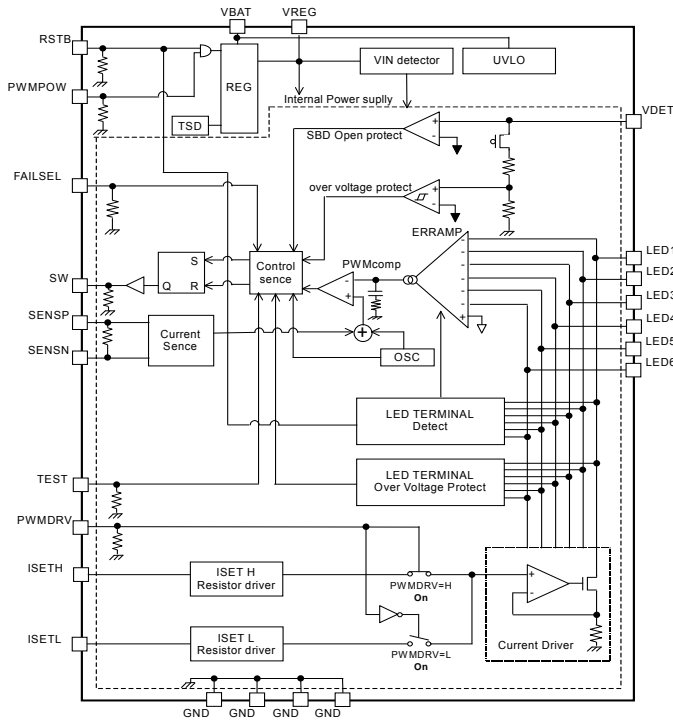 VBAT VREG
RSTB
PWMPOW
REG
VIN detector
UVLO
TSD
Internal Power suplly
VDET
SBD Open protect
+
-
FAILSEL
over voltage protect
+
-
ERRAMP
LED1
LED2
LED3
LED4
LED5
LED6
-
-
-
-
-
-
+
S
Q R
Control
sence
PWMcomp
-
+
+
SW
SENSP
SENSN
Current
Sence
OSC
LED TERMINAL
Detect
TEST
LED TERMINAL
Over Voltage Protect
PWMDRV
ISETH
ISET H
Resistor driver
PWMDRV=H
On
+
-
Current Driver
ISETL
ISET L
Resistor driver
PWMDRV=L
On
GND GND GND GND